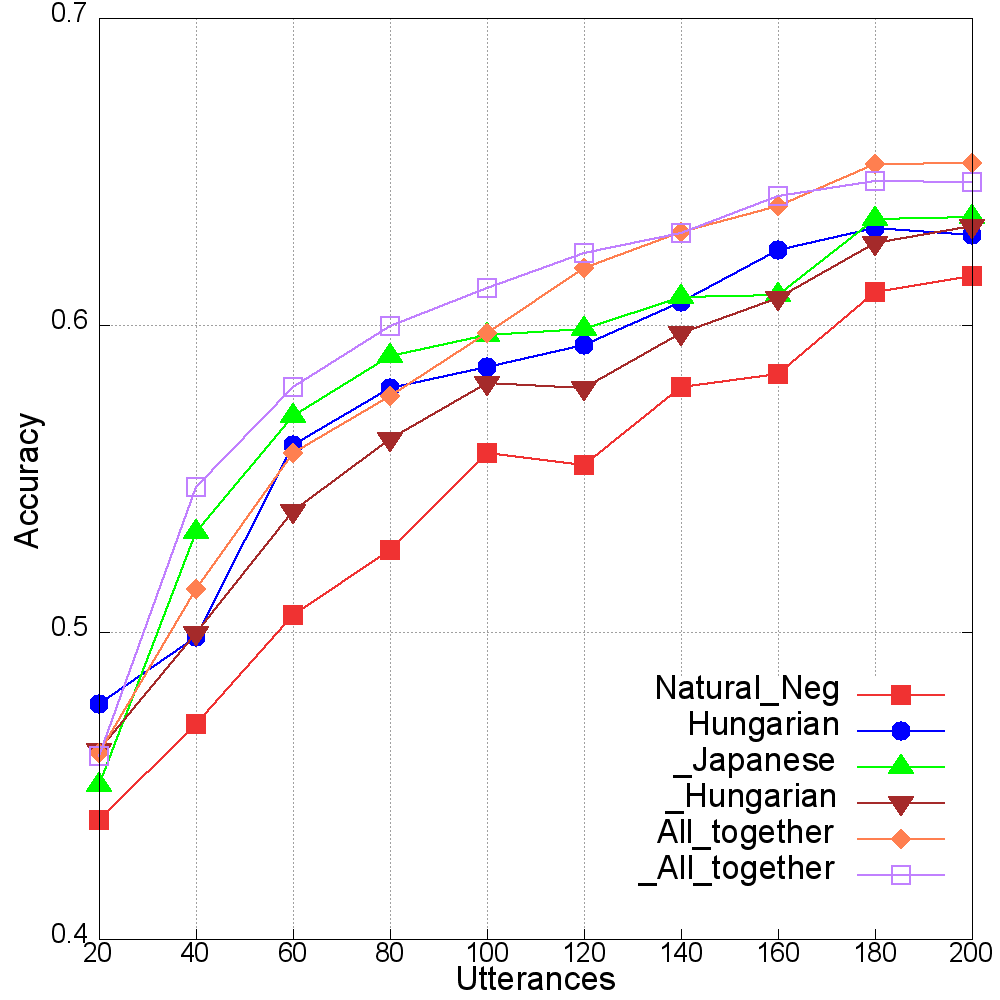 0.7
0.6
0.5
0.4
Accuracy
Natural_Neg
Hungarian
_Japanese
_Hungarian
All_together
_All_together
20 40 60 80 100 120 140 160 180 200
Utterances